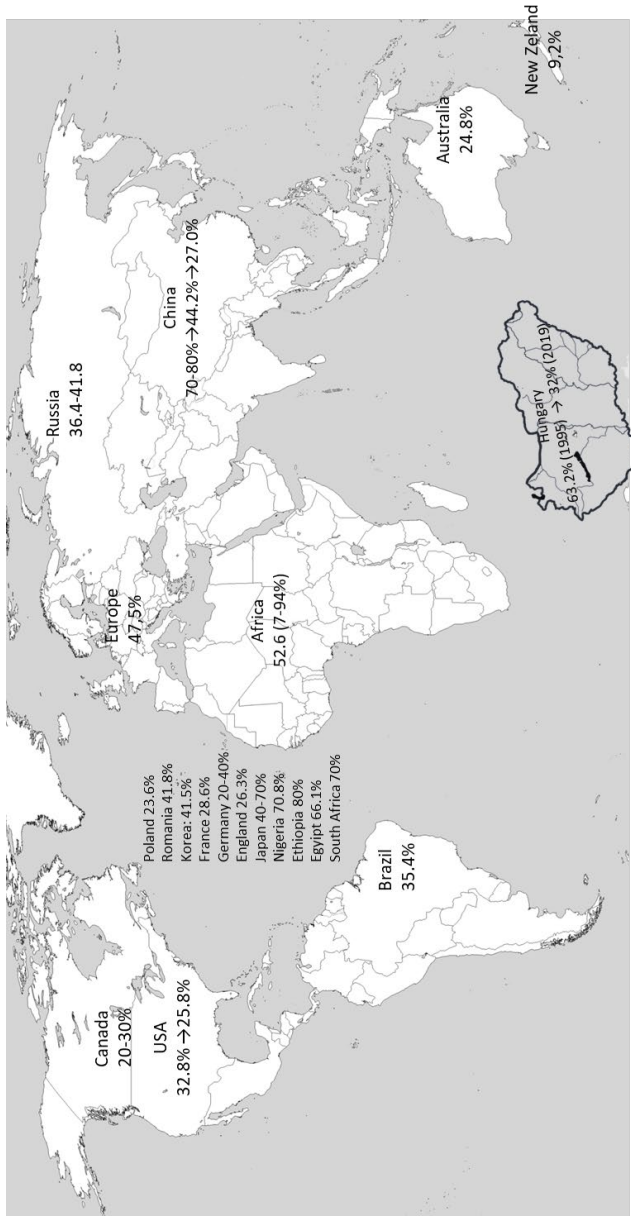 Canada
20-30%
USA
32.8% →25.8%
Poland 23.6%
Romania 41.8%
Korea: 41.5%
France 28.6%
Germany 20-40%
England 26.3%
Japan 40-70%
Nigeria 70.8%
Ethiopia 80%
Egyipt 66.1%
South Africa 70%
Brazil
35.4%
Europe
47,5%
Africa
52.6 (7-94%)
Russia
36.4-41.8
China
70-80%→44.2%→27.0%
Australia
24.8%
New Zeland
9,2%
Hungary
63.2% (1995) → 32% (2019)